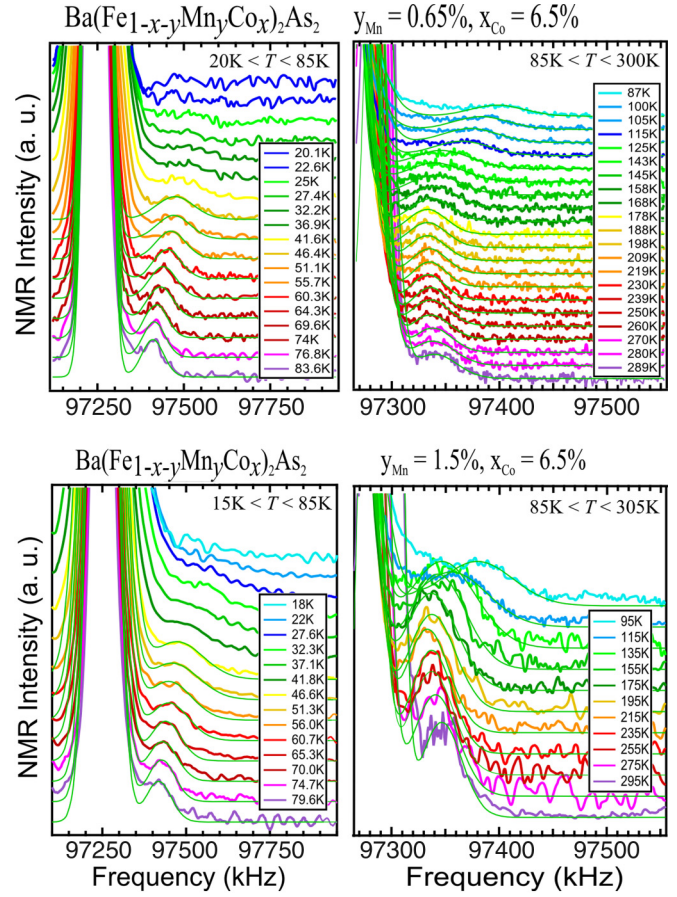 Ba(Fe1-x-yMnyCox)2As2
yMn = 0.65%, xCo = 6.5%
NMR Intensity (a. u.)
20K < T < 85K
20.1K
22.6K
25K
27.4K
32.2K
36.9K
41.6K
46.4K
51.1K
55.7K
60.3K
64.3K
69.6K
74K
76.8K
83.6K
97250
97500
97750
85K < T < 300K
87K
100K
105K
115K
125K
143K
145K
158K
168K
178K
188K
198K
209K
219K
230K
239K
250K
260K
270K
280K
289K
97300
97400
97500
Ba(Fe1-x-yMnyCox)2As2
yMn = 1.5%, xCo = 6.5%
NMR Intensity (a. u.)
15K < T < 85K
18K
22K
27.6K
32.3K
37.1K
41.8K
46.6K
51.3K
56.0K
60.7K
65.3K
70.0K
74.7K
79.6K
97250
97500
97750
Frequency (kHz)
85K < T < 305K
95K
115K
135K
155K
175K
195K
215K
235K
255K
275K
295K
97300
97400
97500
Frequency (kHz)